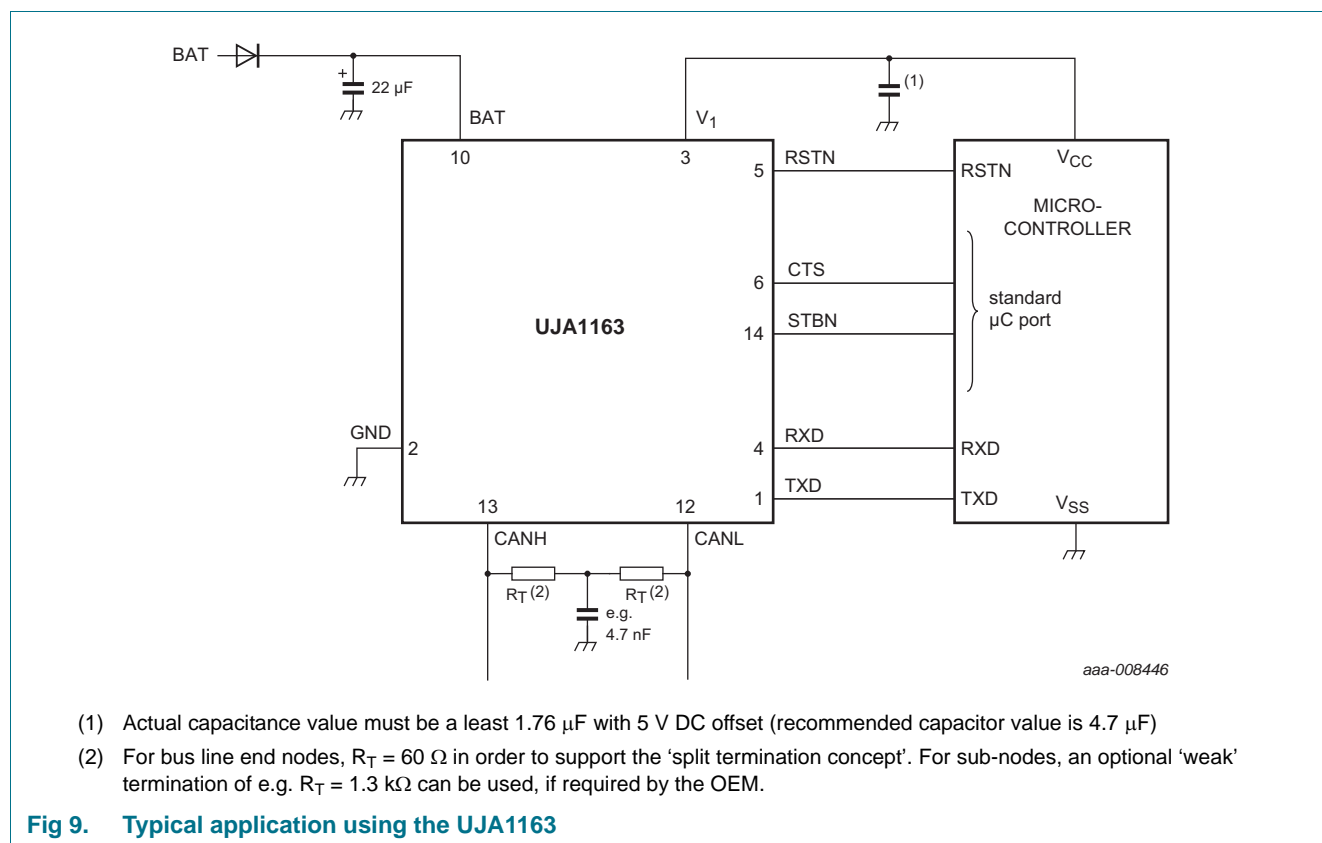 BAT
+
22 μF
(1)
BAT
V1
10
3
VCC
5
RSTN
RSTN
MICRO-
CONTROLLER
6
CTS
standard
μC port
UJA1163
14
STBN
GND
2
4
RXD
RXD
1
TXD
TXD
13
12
VSS
CANH
CANL
RT(2)
RT(2)
e.g.
4.7 nF
aaa-008446
(1) Actual capacitance value must be a least 1.76 μF with 5 V DC offset (recommended capacitor value is 4.7 μF)
(2) For bus line end nodes, RT = 60 Ω in order to support the ‘split termination concept’. For sub-nodes, an optional ‘weak’
termination of e.g. RT = 1.3 kΩ can be used, if required by the OEM.
Fig 9. Typical application using the UJA1163